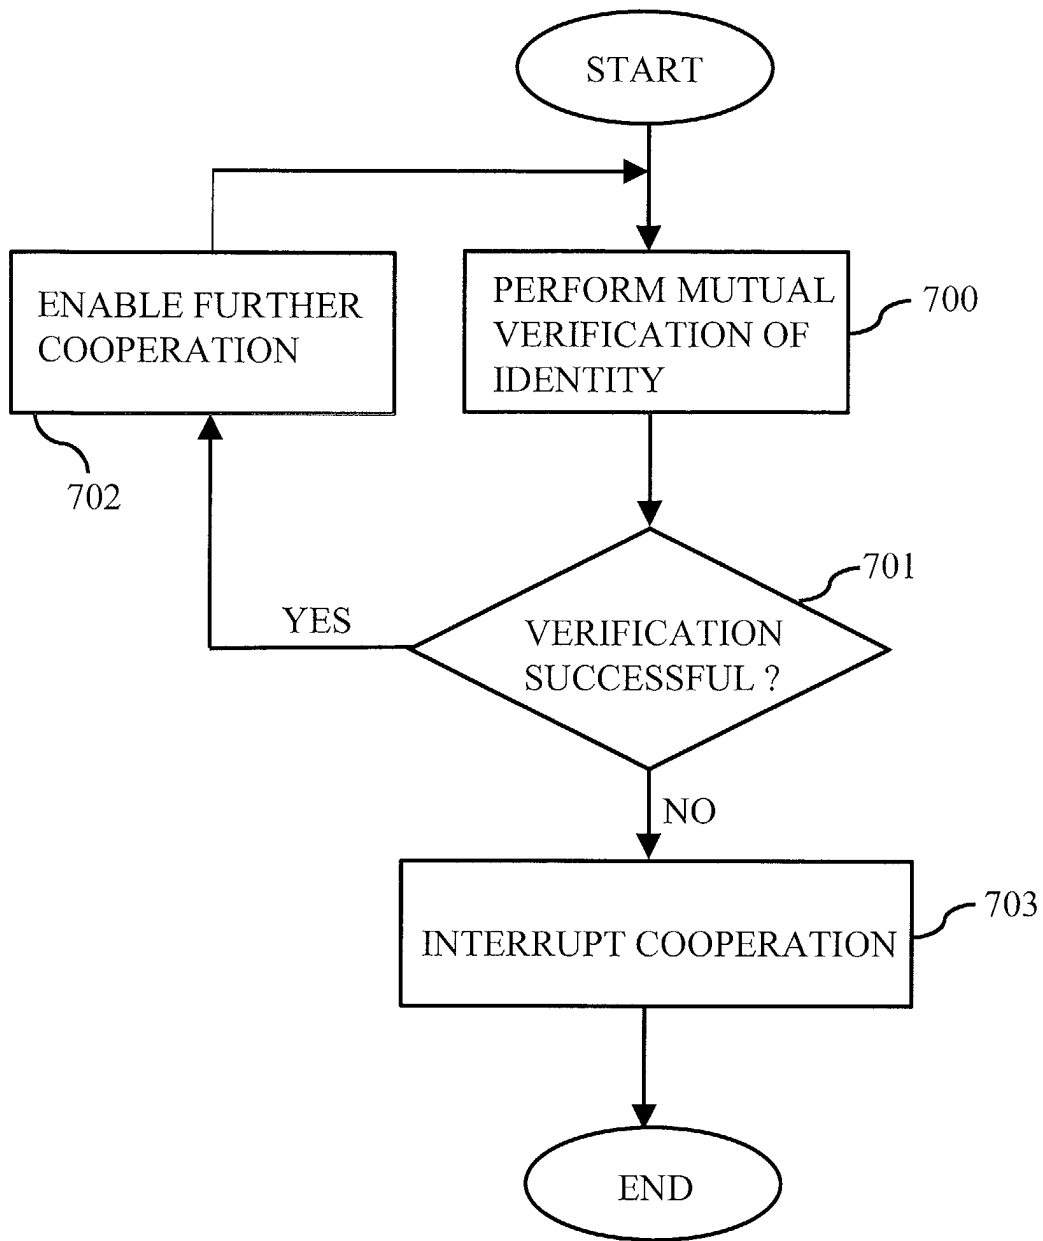 START
ENABLE FURTHER
COOPERATION
702
PERFORM MUTUAL
VERIFICATION OF
IDENTITY
700
VERIFICATION
SUCCESSFUL ?
701
YES
NO
INTERRUPT COOPERATION
703
END